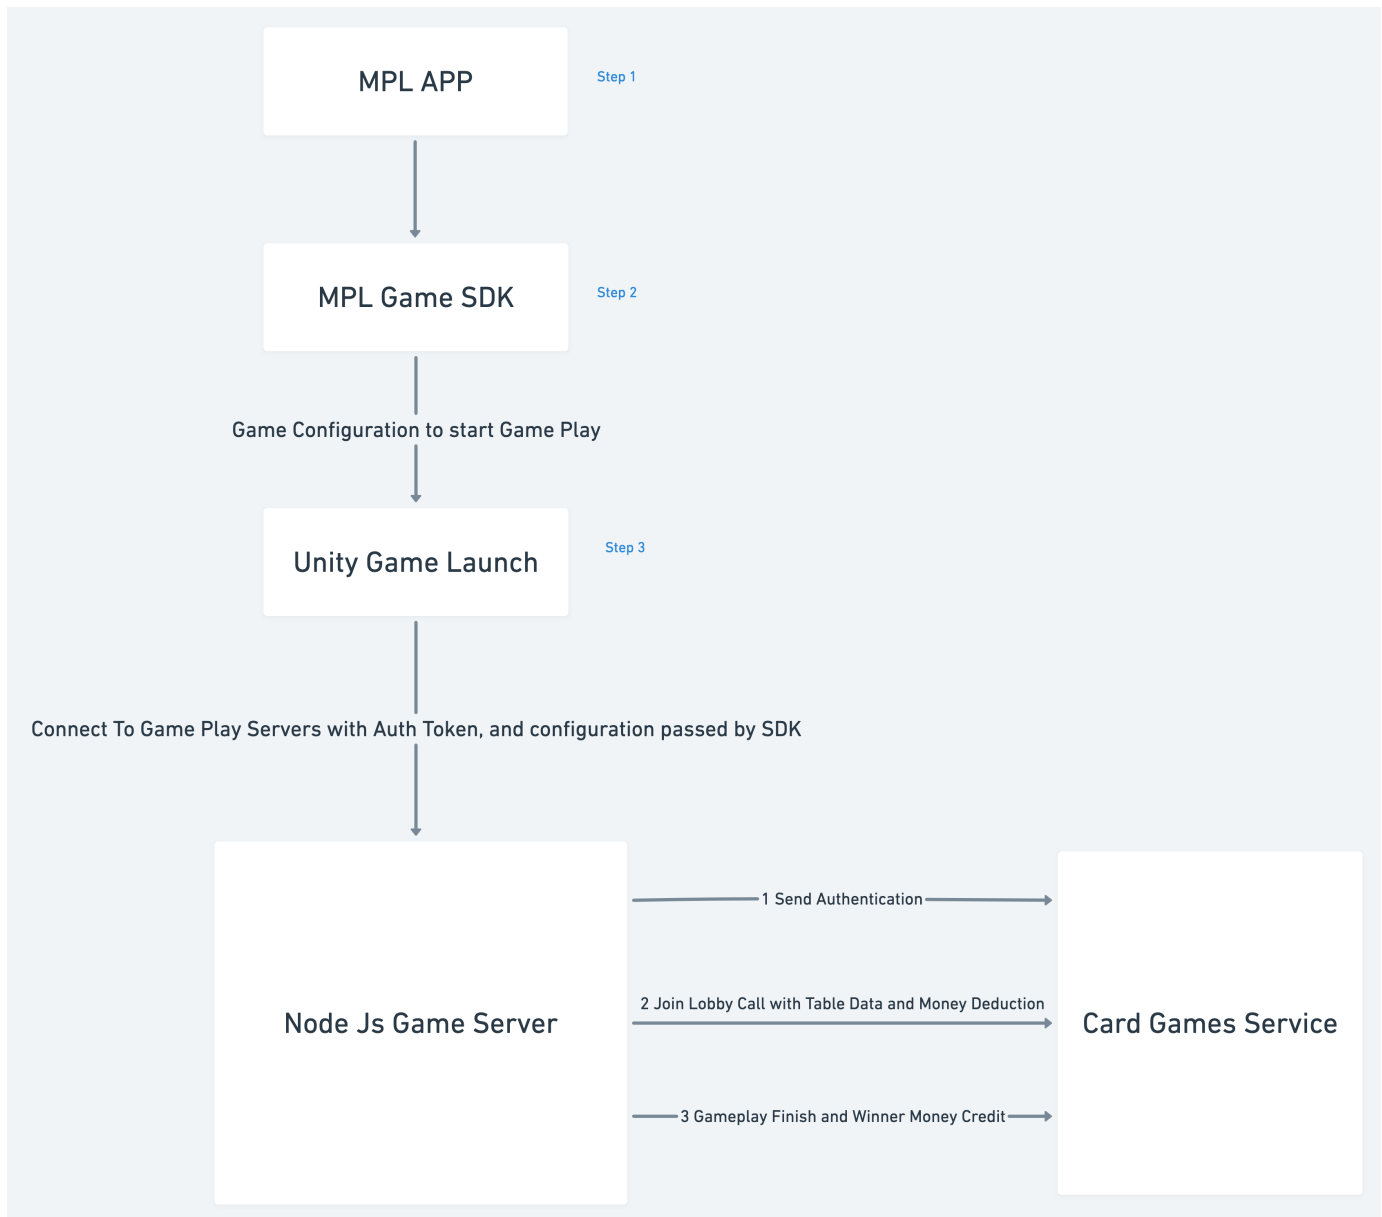 MPL APP
Step 1
MPL Game SDK
Step 2
Game Configuration to start Game Play
Unity Game Launch
Step 3
Connect To Game Play Servers with Auth Token, and configuration passed by SDK
Node Js Game Server
1 Send Authentication
2 Join Lobby Call with Table Data and Money Deduction
3 Gameplay Finish and Winner Money Credit
Card Games Service